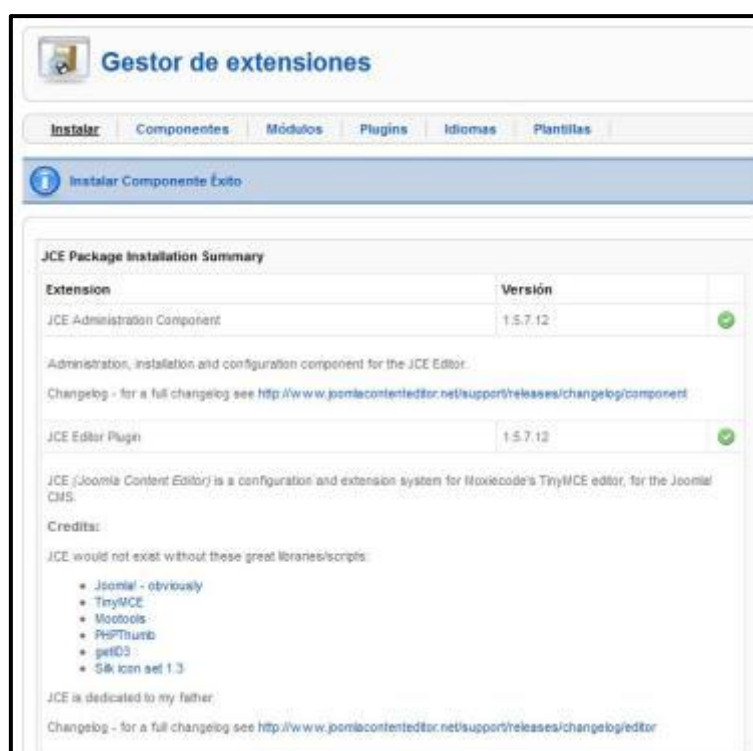 Gestor de extensiones
Instalar Componentes Módulos Plugins Idiomas Plantillas
Instalar Componente Éxito
JCE Package Installation Summary
Extension Versión
JCE Administration Component 1.5.7.12
Administration, installation and configuration component for the JCE Editor.
Changelog - for a full changelog see http://www.joomlacontenteditor.net/support/releases/changelog/component
JCE Editor Plugin 1.5.7.12
JCE (Joomla Content Editor) is a configuration and extension system for Moxiecode's TinyMCE editor, for the Joomla!
CMS.
Credits:
JCE would not exist without these great libraries/scripts:
Joomla! - obviously
TinyMCE
Mootools
PHPThumb
getID3
Silk icon set 1.3
JCE is dedicated to my father.
Changelog - for a full changelog see http://www.joomlacontenteditor.net/support/releases/changelog/editor